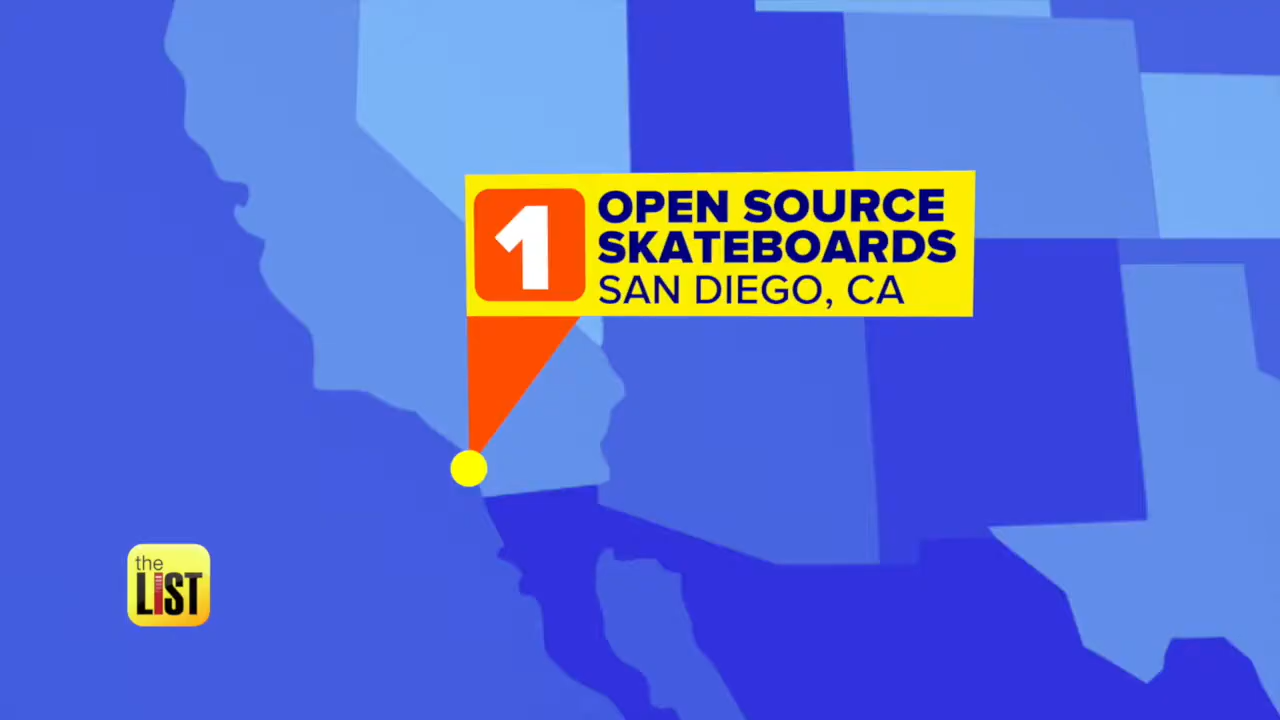 1
OPEN SOURCE
SKATEBOARDS
SAN DIEGO, CA
the
LIST